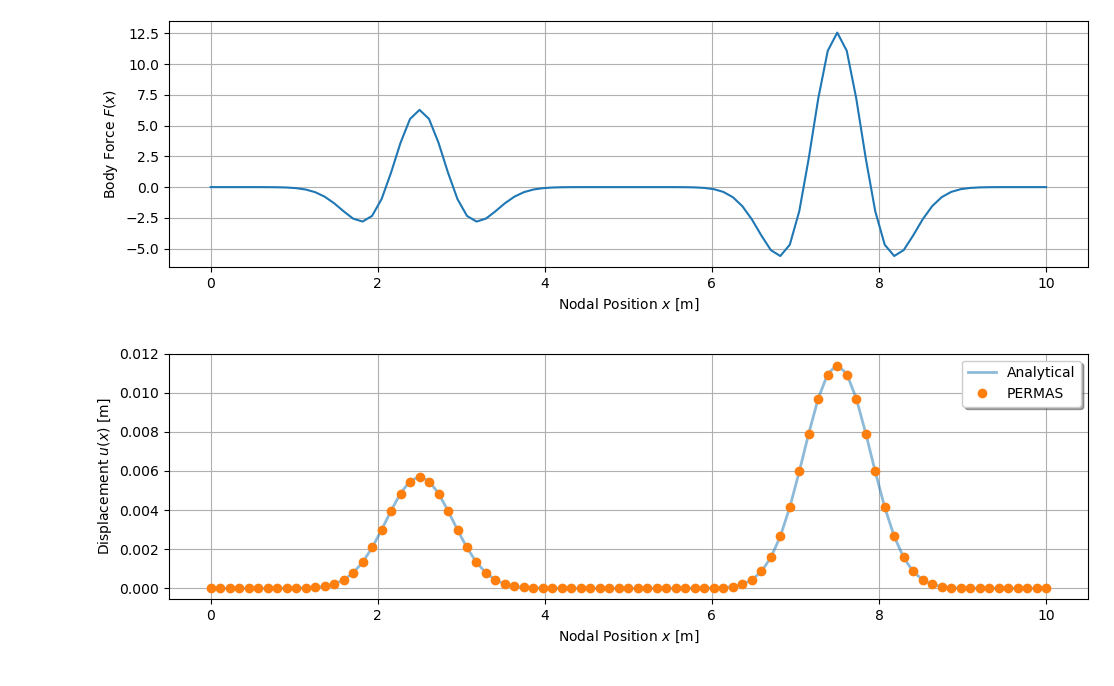 12.5
10.0
7.5
5.0
2.5
0.0
−2.5
−5.0
Body Force F(x)
0 2 4 6 8 10
Nodal Position x [m]
0.012
0.010
0.008
0.006
0.004
0.002
0.000
Displacement u(x) [m]
Analytical
PERMAS
0 2 4 6 8 10
Nodal Position x [m]